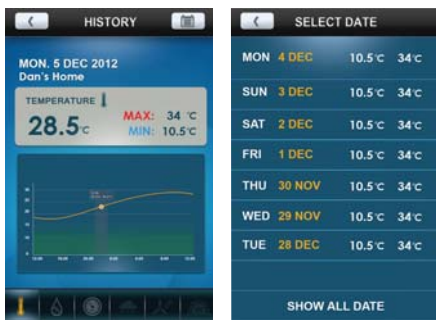 HISTORY
MON. 5 DEC 2012
Dan's Home
TEMPERATURE
28.5°C
MAX: 34 °C
MIN: 10.5°C
SELECT DATE
MON 4 DEC 10.5°C 34°C
SUN 3 DEC 10.5°C 34°C
SAT 2 DEC 10.5°C 34°C
FRI 1 DEC 10.5°C 34°C
THU 30 NOV 10.5°C 34°C
WED 29 NOV 10.5°C 34°C
TUE 28 DEC 10.5°C 34°C
SHOW ALL DATE